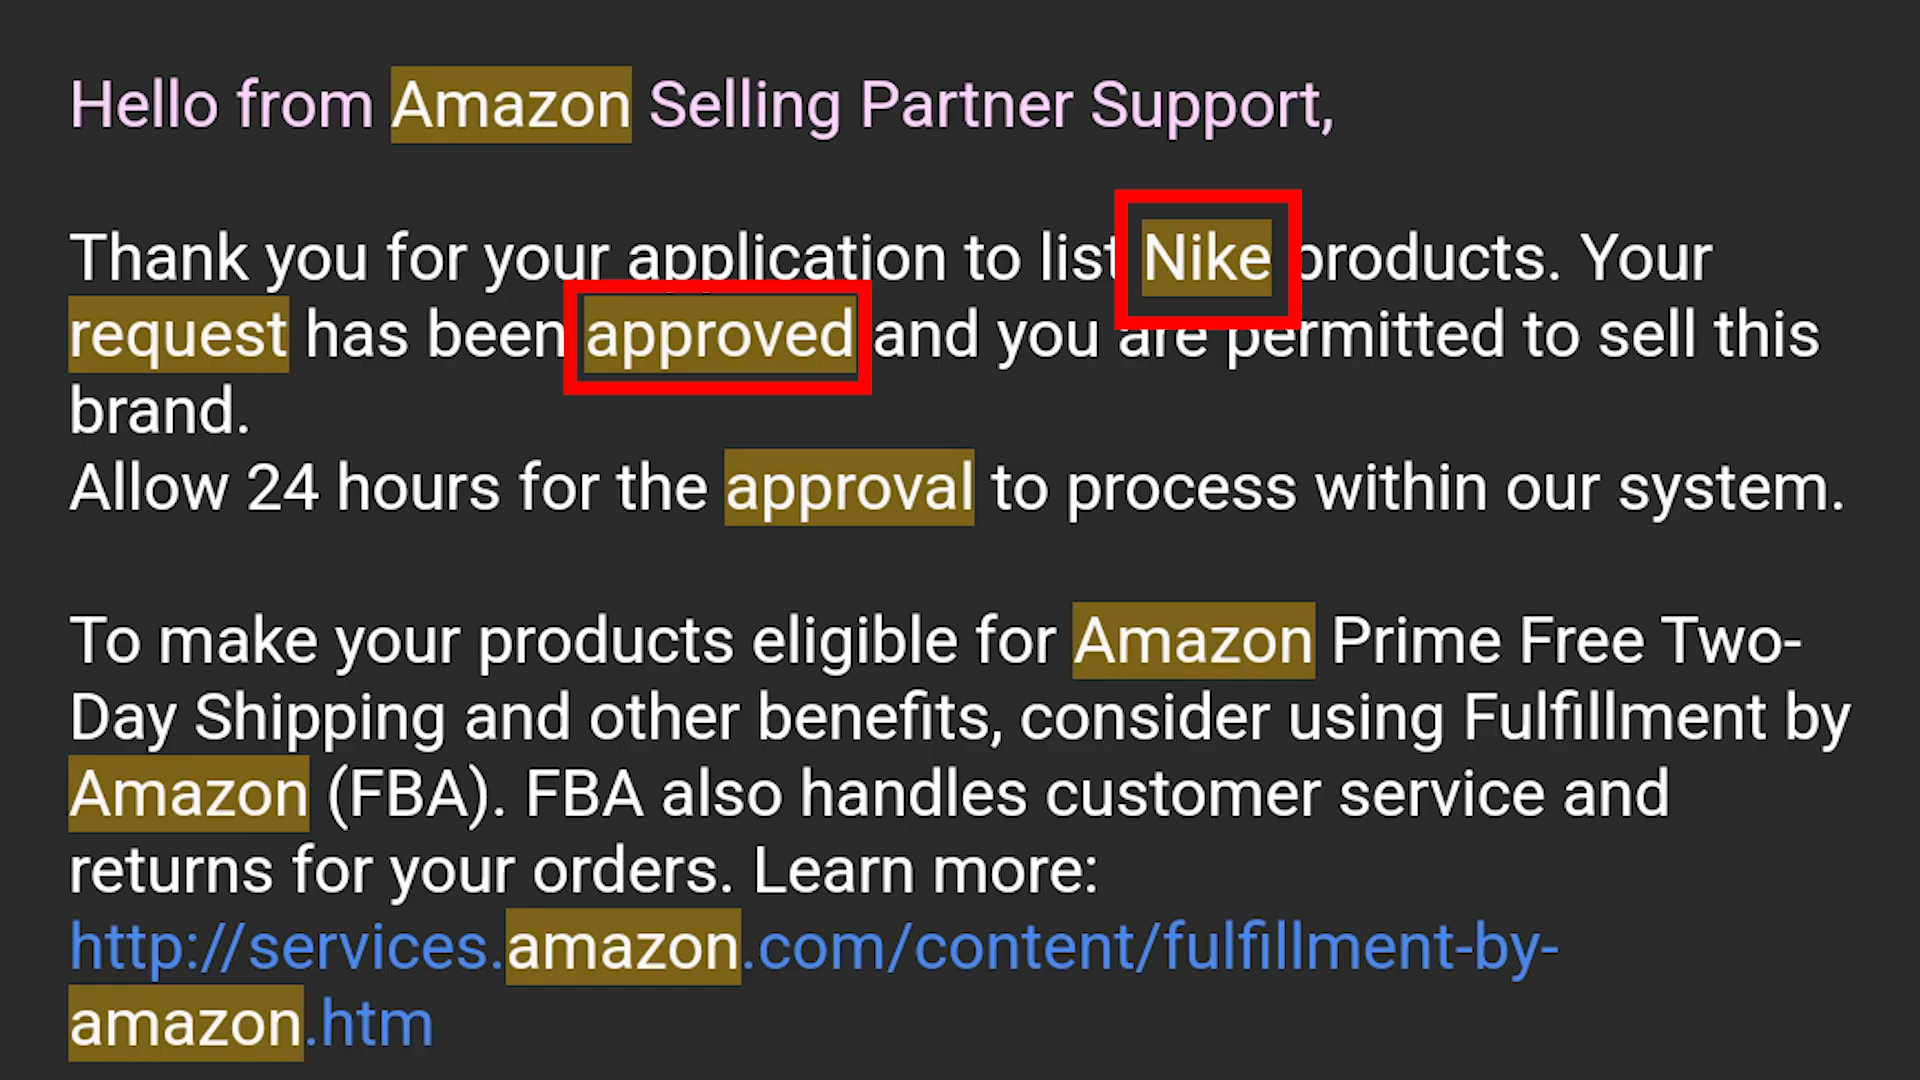 Hello from Amazon Selling Partner Support,
Thank you for your application to list Nike products. Your
request has been approved and you are permitted to sell this
brand.
Allow 24 hours for the approval to process within our system.
To make your products eligible for Amazon Prime Free Two-
Day Shipping and other benefits, consider using Fulfillment by
Amazon (FBA). FBA also handles customer service and
returns for your orders. Learn more:
http://services.amazon.com/content/fulfillment-by-
amazon.htm